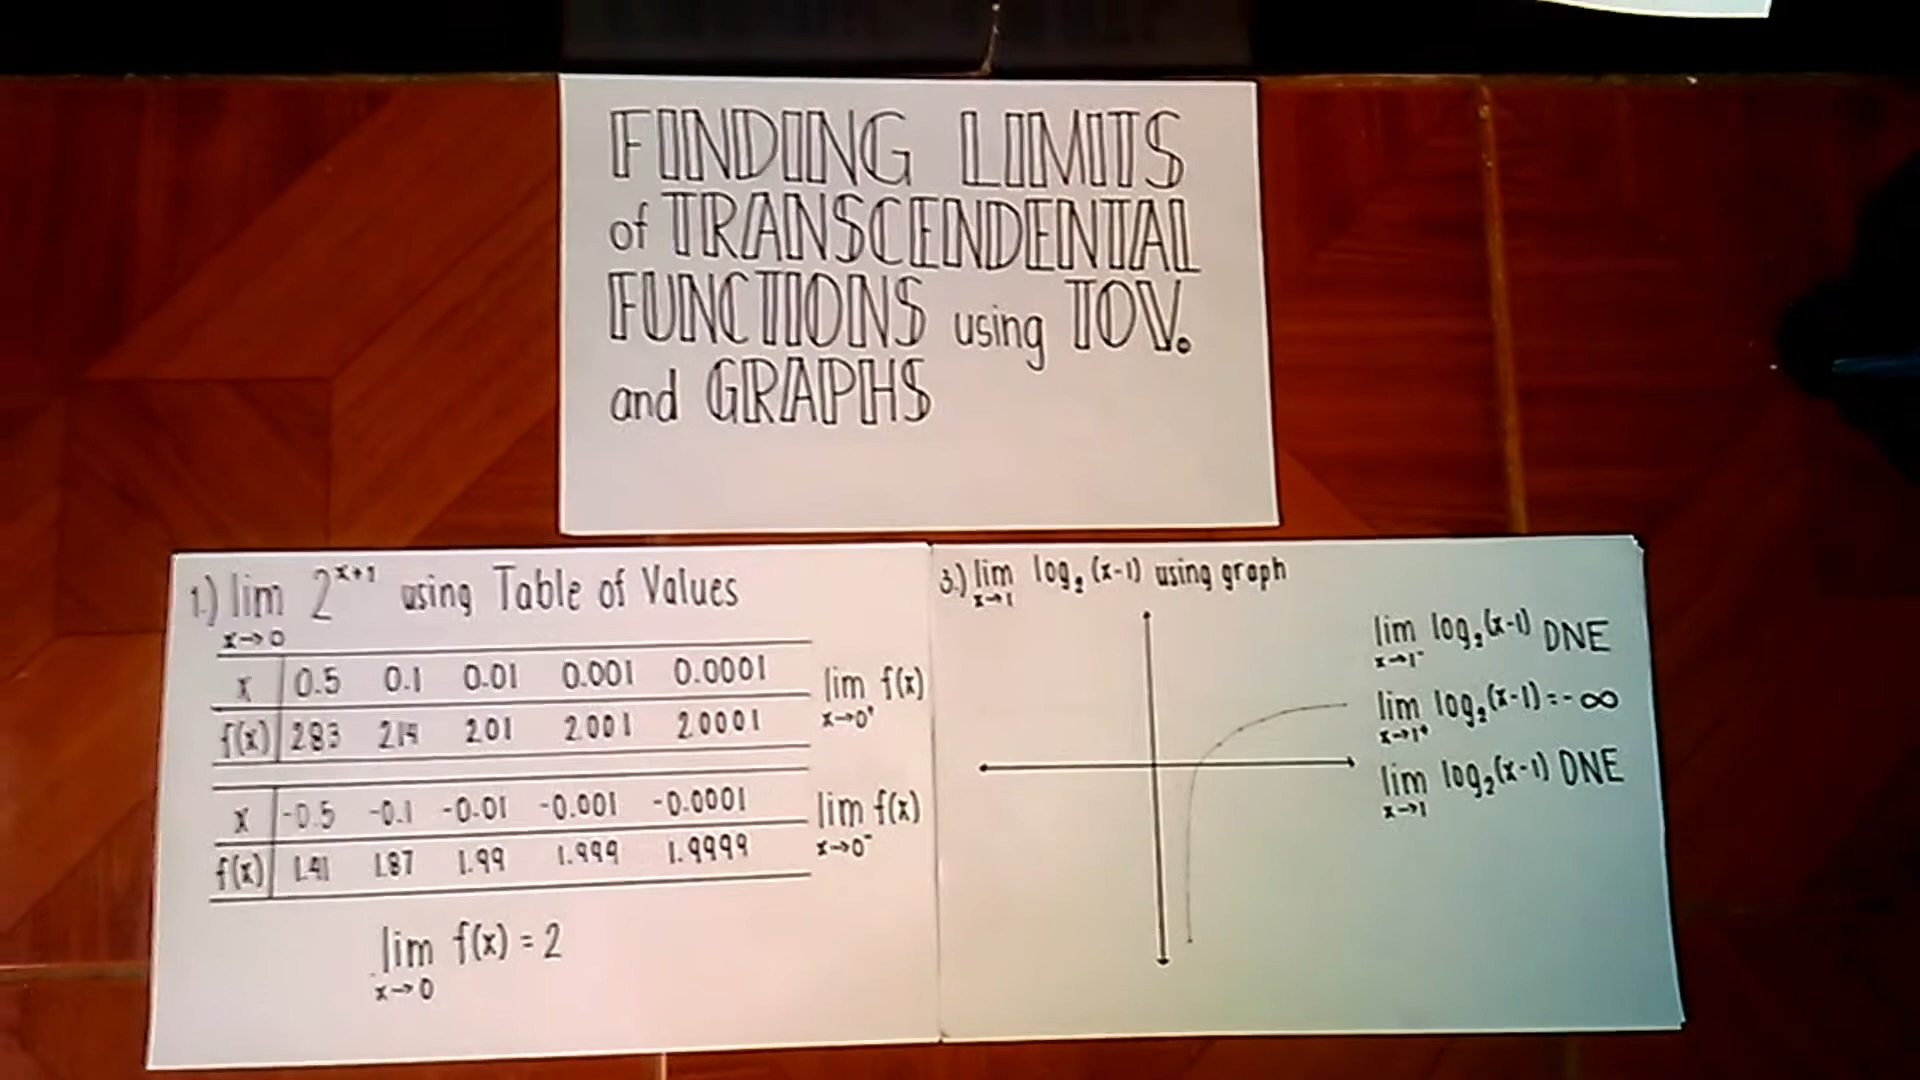 FINDING LIMITS
of TRANSCENDENTAL
FUNCTIONS using TOV.
and GRAPHS
1.) lim 2^x+1 using Table of Values
x→0
x 0.5 0.1 0.01 0.001 0.0001
f(x) 2.83 2.14 2.01 2.001 2.0001
lim f(x)
x→0⁺
x -0.5 -0.1 -0.01 -0.001 -0.0001
f(x) 1.41 1.87 1.99 1.999 1.9999
lim f(x)
x→0⁻
lim f(x) = 2
x→0
3.) lim log₂ (x-1) using graph
x→1
lim log₂(x-1) DNE
x→1⁻
lim log₂(x-1) = -∞
x→1⁺
lim log₂(x-1) DNE
x→1